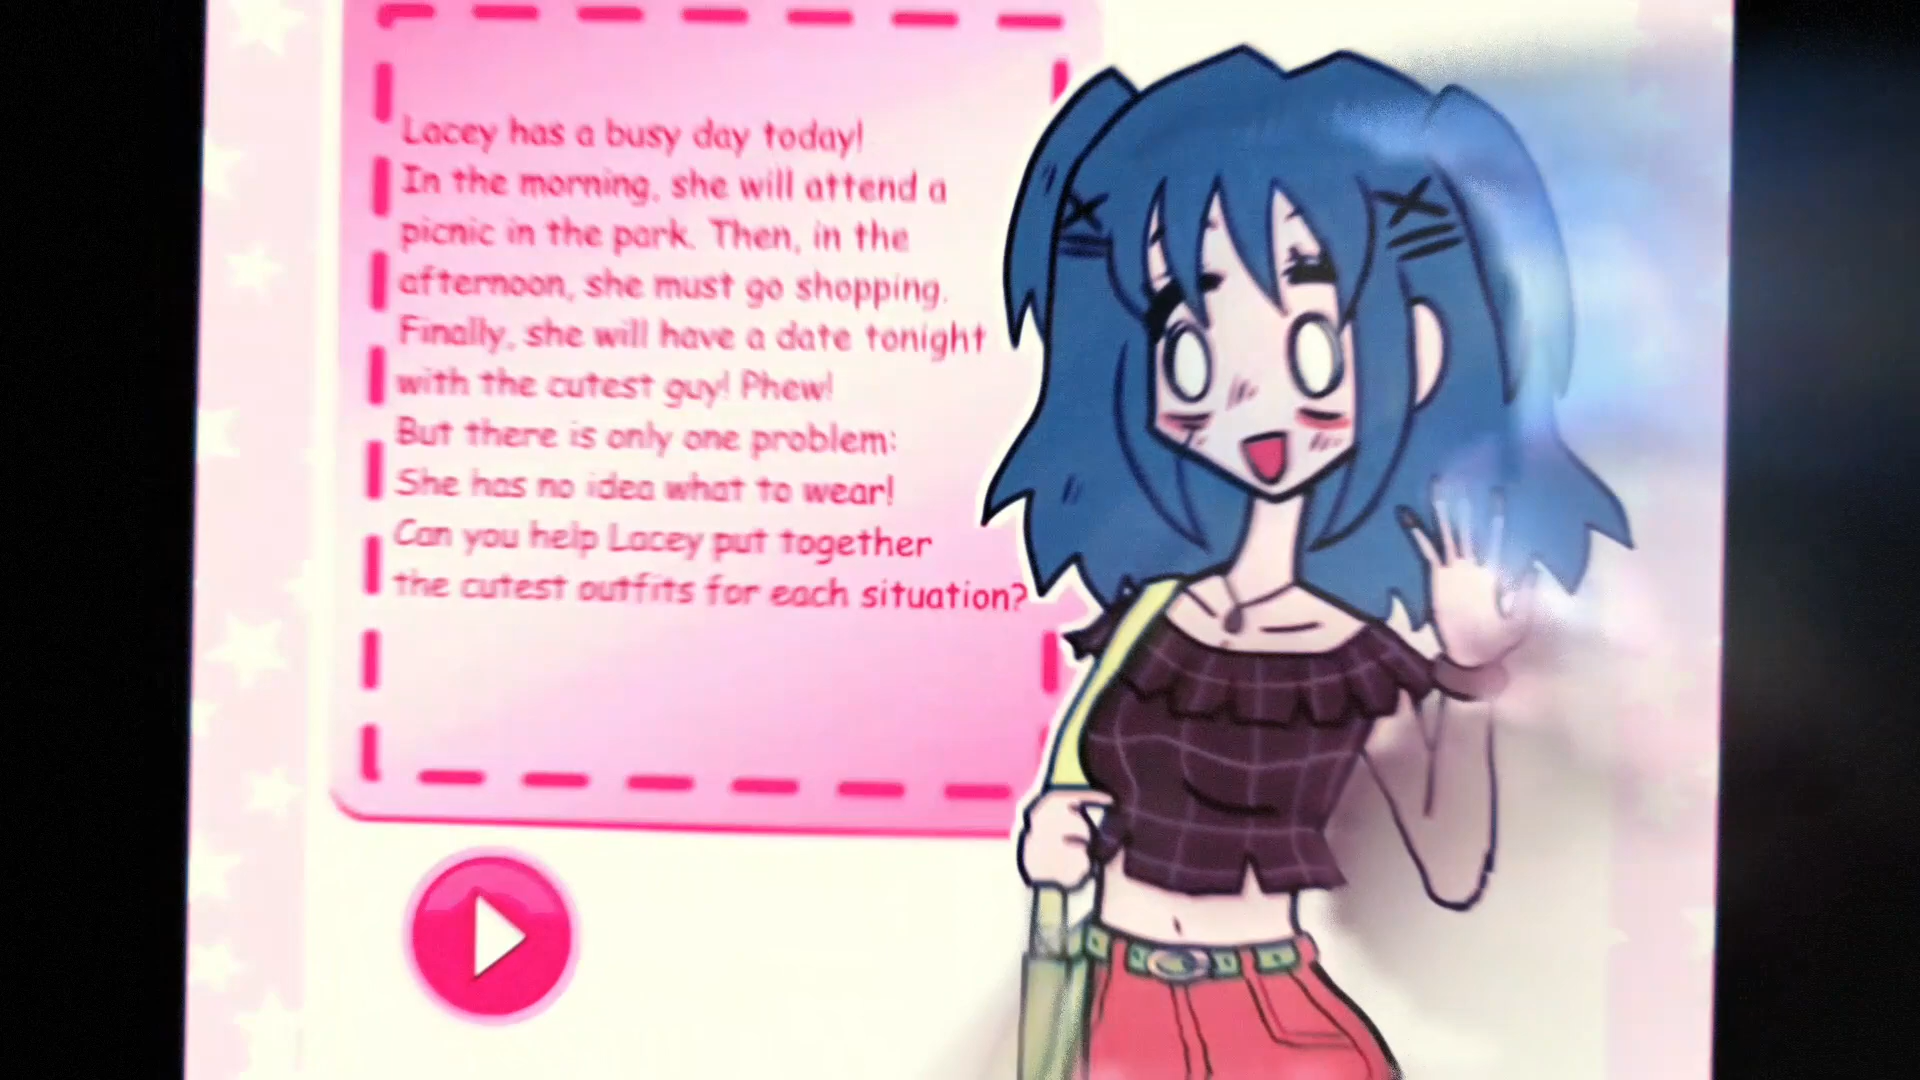 Lacey has a busy day today!
In the morning, she will attend a
picnic in the park. Then, in the
afternoon, she must go shopping.
Finally, she will have a date tonight
with the cutest guy! Phew!
But there is only one problem:
She has no idea what to wear!
Can you help Lacey put together
the cutest outfits for each situation?